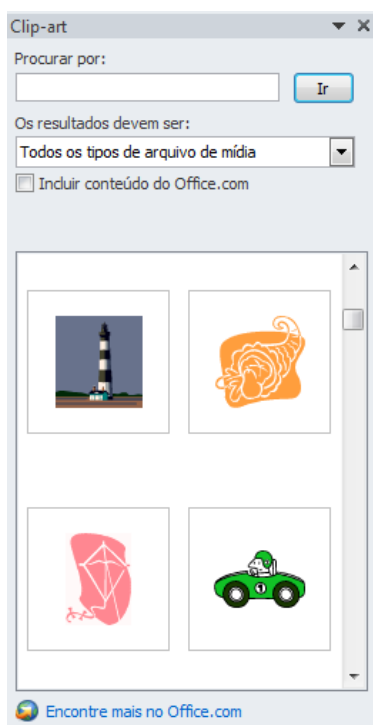 Clip-art
Procurar por:
Ir
Os resultados devem ser:
Todos os tipos de arquivo de mídia
Incluir conteúdo do Office.com
1
Encontre mais no Office.com